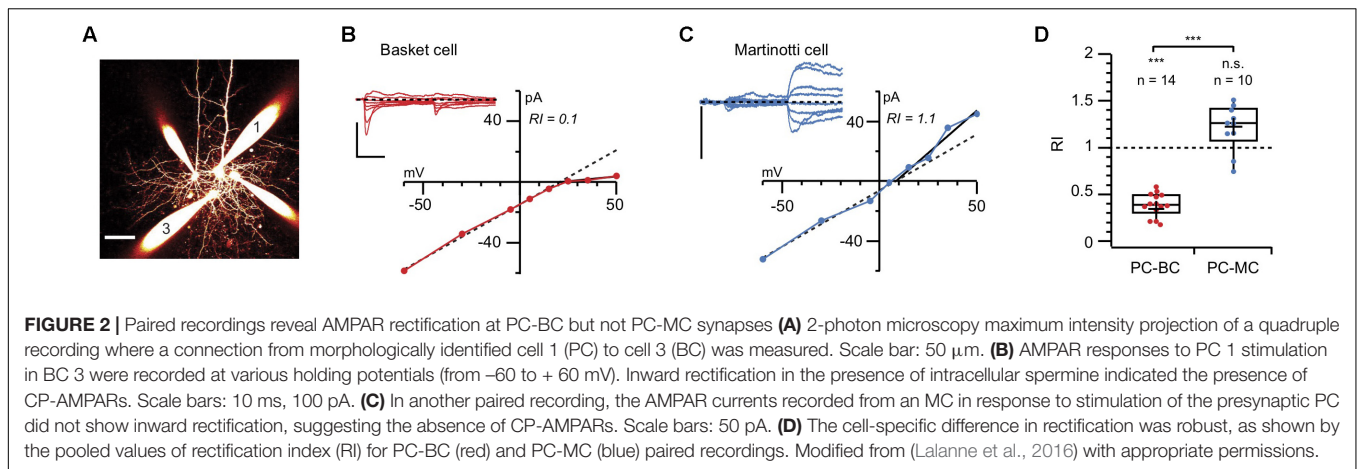 A
B
C
D
Basket cell
Martinotti cell
***
***
n.s.
n = 14
n = 10
1
3
pA
40
RI = 0.1
mV
-50
50
-40
pA
40
RI = 1.1
mV
-50
50
-40
2
1.5
1
0.5
0
RI
PC-BC
PC-MC
FIGURE 2 | Paired recordings reveal AMPAR rectification at PC-BC but not PC-MC synapses (A) 2-photon microscopy maximum intensity projection of a quadruple
recording where a connection from morphologically identified cell 1 (PC) to cell 3 (BC) was measured. Scale bar: 50 μm. (B) AMPAR responses to PC 1 stimulation
in BC 3 were recorded at various holding potentials (from –60 to + 60 mV). Inward rectification in the presence of intracellular spermine indicated the presence of
CP-AMPARs. Scale bars: 10 ms, 100 pA. (C) In another paired recording, the AMPAR currents recorded from an MC in response to stimulation of the presynaptic PC
did not show inward rectification, suggesting the absence of CP-AMPARs. Scale bars: 50 pA. (D) The cell-specific difference in rectification was robust, as shown by
the pooled values of rectification index (RI) for PC-BC (red) and PC-MC (blue) paired recordings. Modified from (Lalanne et al., 2016) with appropriate permissions.